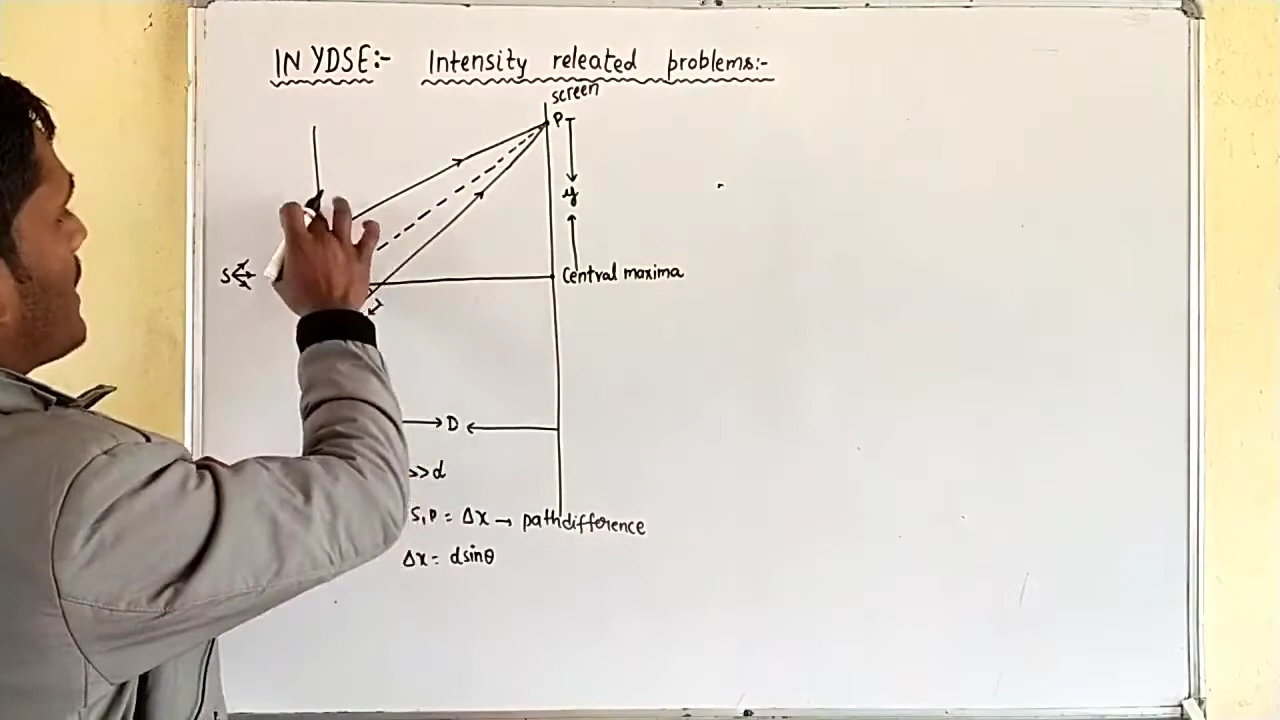 IN YDSE:- Intensity releated problems:-
screen
P
y
S
Central maxima
D
>>d
S₁P = Δx → pathdifference
Δx = dsinθ